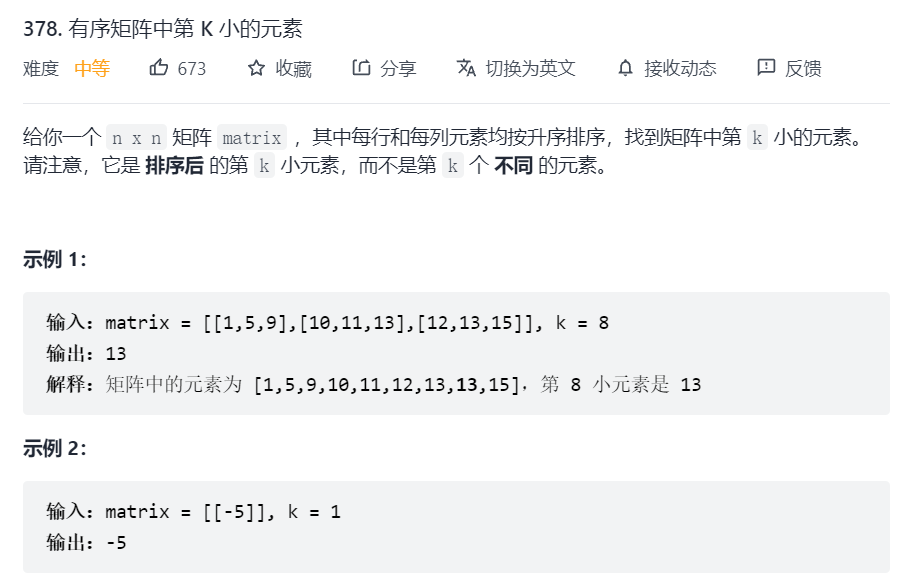 378. 有序矩阵中第 K 小的元素
难度 中等 673 收藏 分享 切换为英文 接收动态 反馈
给你一个 n x n 矩阵 matrix ，其中每行和每列元素均按升序排序，找到矩阵中第 k 小的元素。
请注意，它是 排序后 的第 k 小元素，而不是第 k 个 不同 的元素。
示例 1：
输入：matrix = [[1,5,9],[10,11,13],[12,13,15]], k = 8
输出：13
解释：矩阵中的元素为 [1,5,9,10,11,12,13,13,15]，第 8 小元素是 13
示例 2：
输入：matrix = [[-5]], k = 1
输出：-5